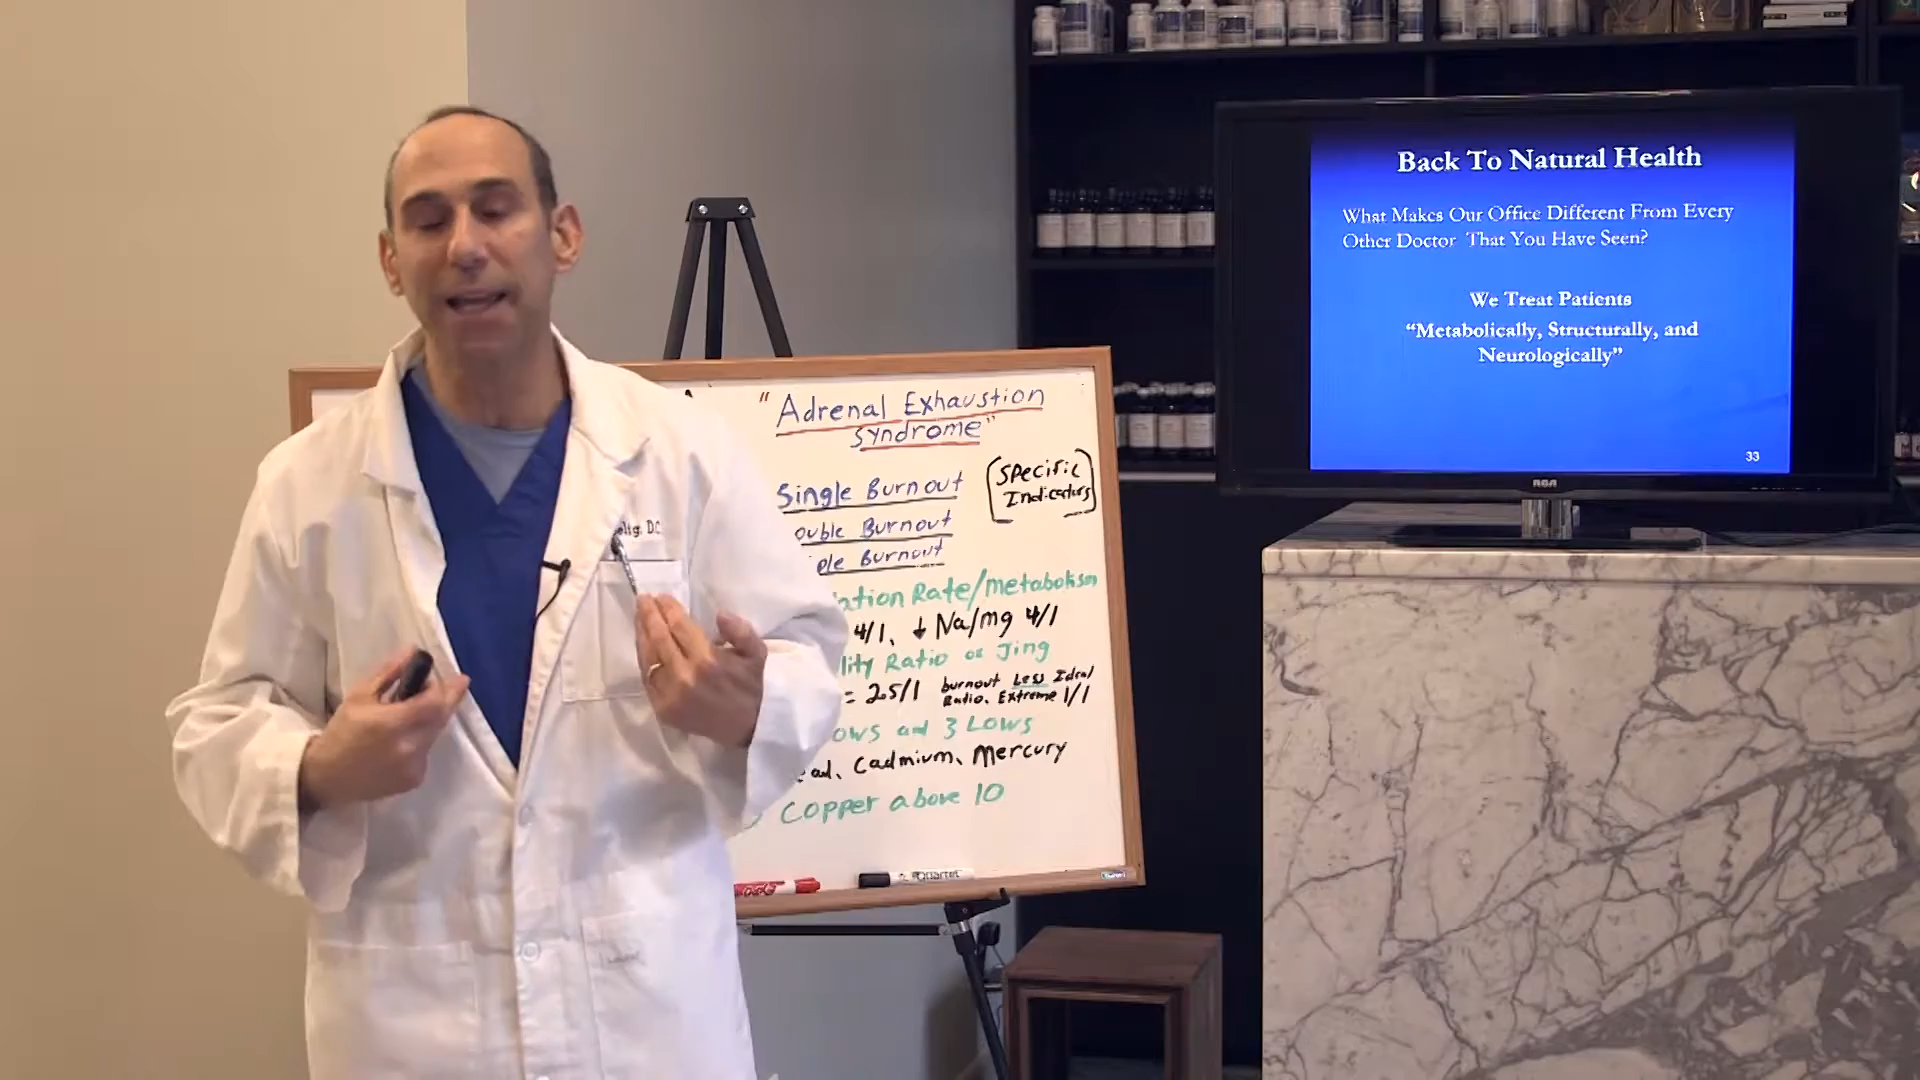 Back To Natural Health
What Makes Our Office Different From Every
Other Doctor That You Have Seen?
We Treat Patients
“Metabolically, Structurally, and
Neurologically”
33
RCA
"Adrenal Exhaustion
Syndrome"
Single Burnout
[Specific
Indicators]
ouble Burnout
ple Burnout
ation Rate/metabolism
4/1, ↓ Na/mg 4/1
lity Ratio or Jing
= 2.5/1 burnout Less Ideal
Ratio. Extreme 1/1
ows and 3 Lows
ead, Cadmium, Mercury
Copper above 10
Quartet
elig, D.C.